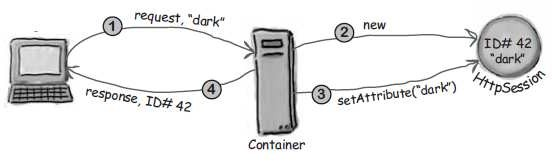 1
request, "dark"
2
new
ID# 42
"dark"
HttpSession
4
response, ID# 42
3
setAttribute("dark")
Container